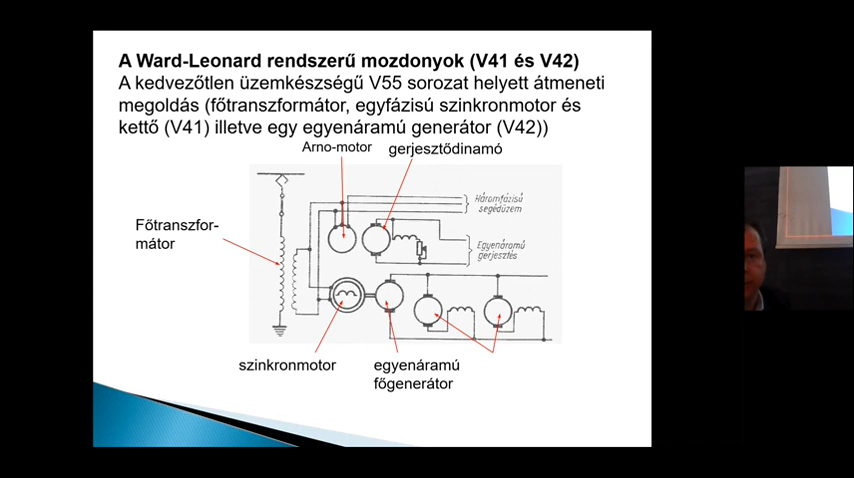 A Ward-Leonard rendszerű mozdonyok (V41 és V42)
A kedvezőtlen üzemkészségű V55 sorozat helyett átmeneti
megoldás (főtranszformátor, egyfázisú szinkronmotor és
kettő (V41) illetve egy egyenáramú generátor (V42))
Arno-motor
gerjesztődinamó
Háromfázisú
segédüzem
Főtranszfor-
mátor
Egyenáramú
gerjesztés
szinkronmotor
egyenáramú
főgenerátor